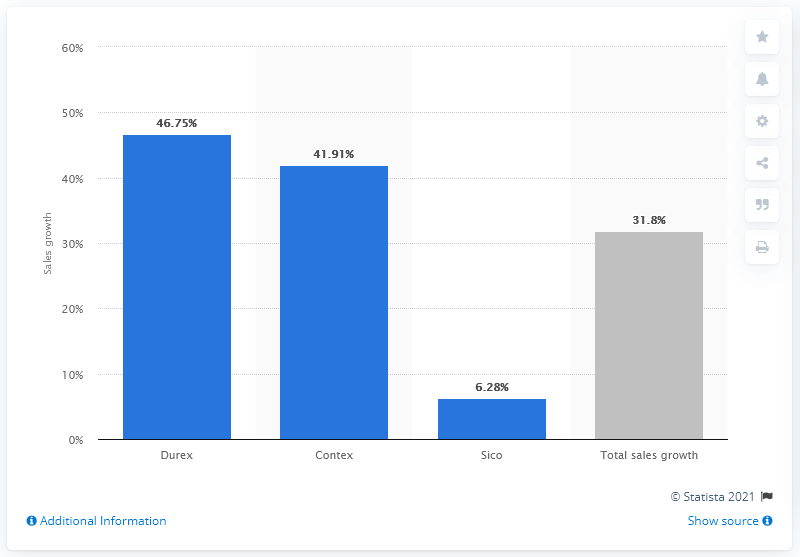 60%
50%
40%
30%
20%
10%
0%
Sales growth
46.75%
41.91%
6.28%
31.8%
Durex
Contex
Sico
Total sales growth
© Statista 2021
Additional Information
Show source